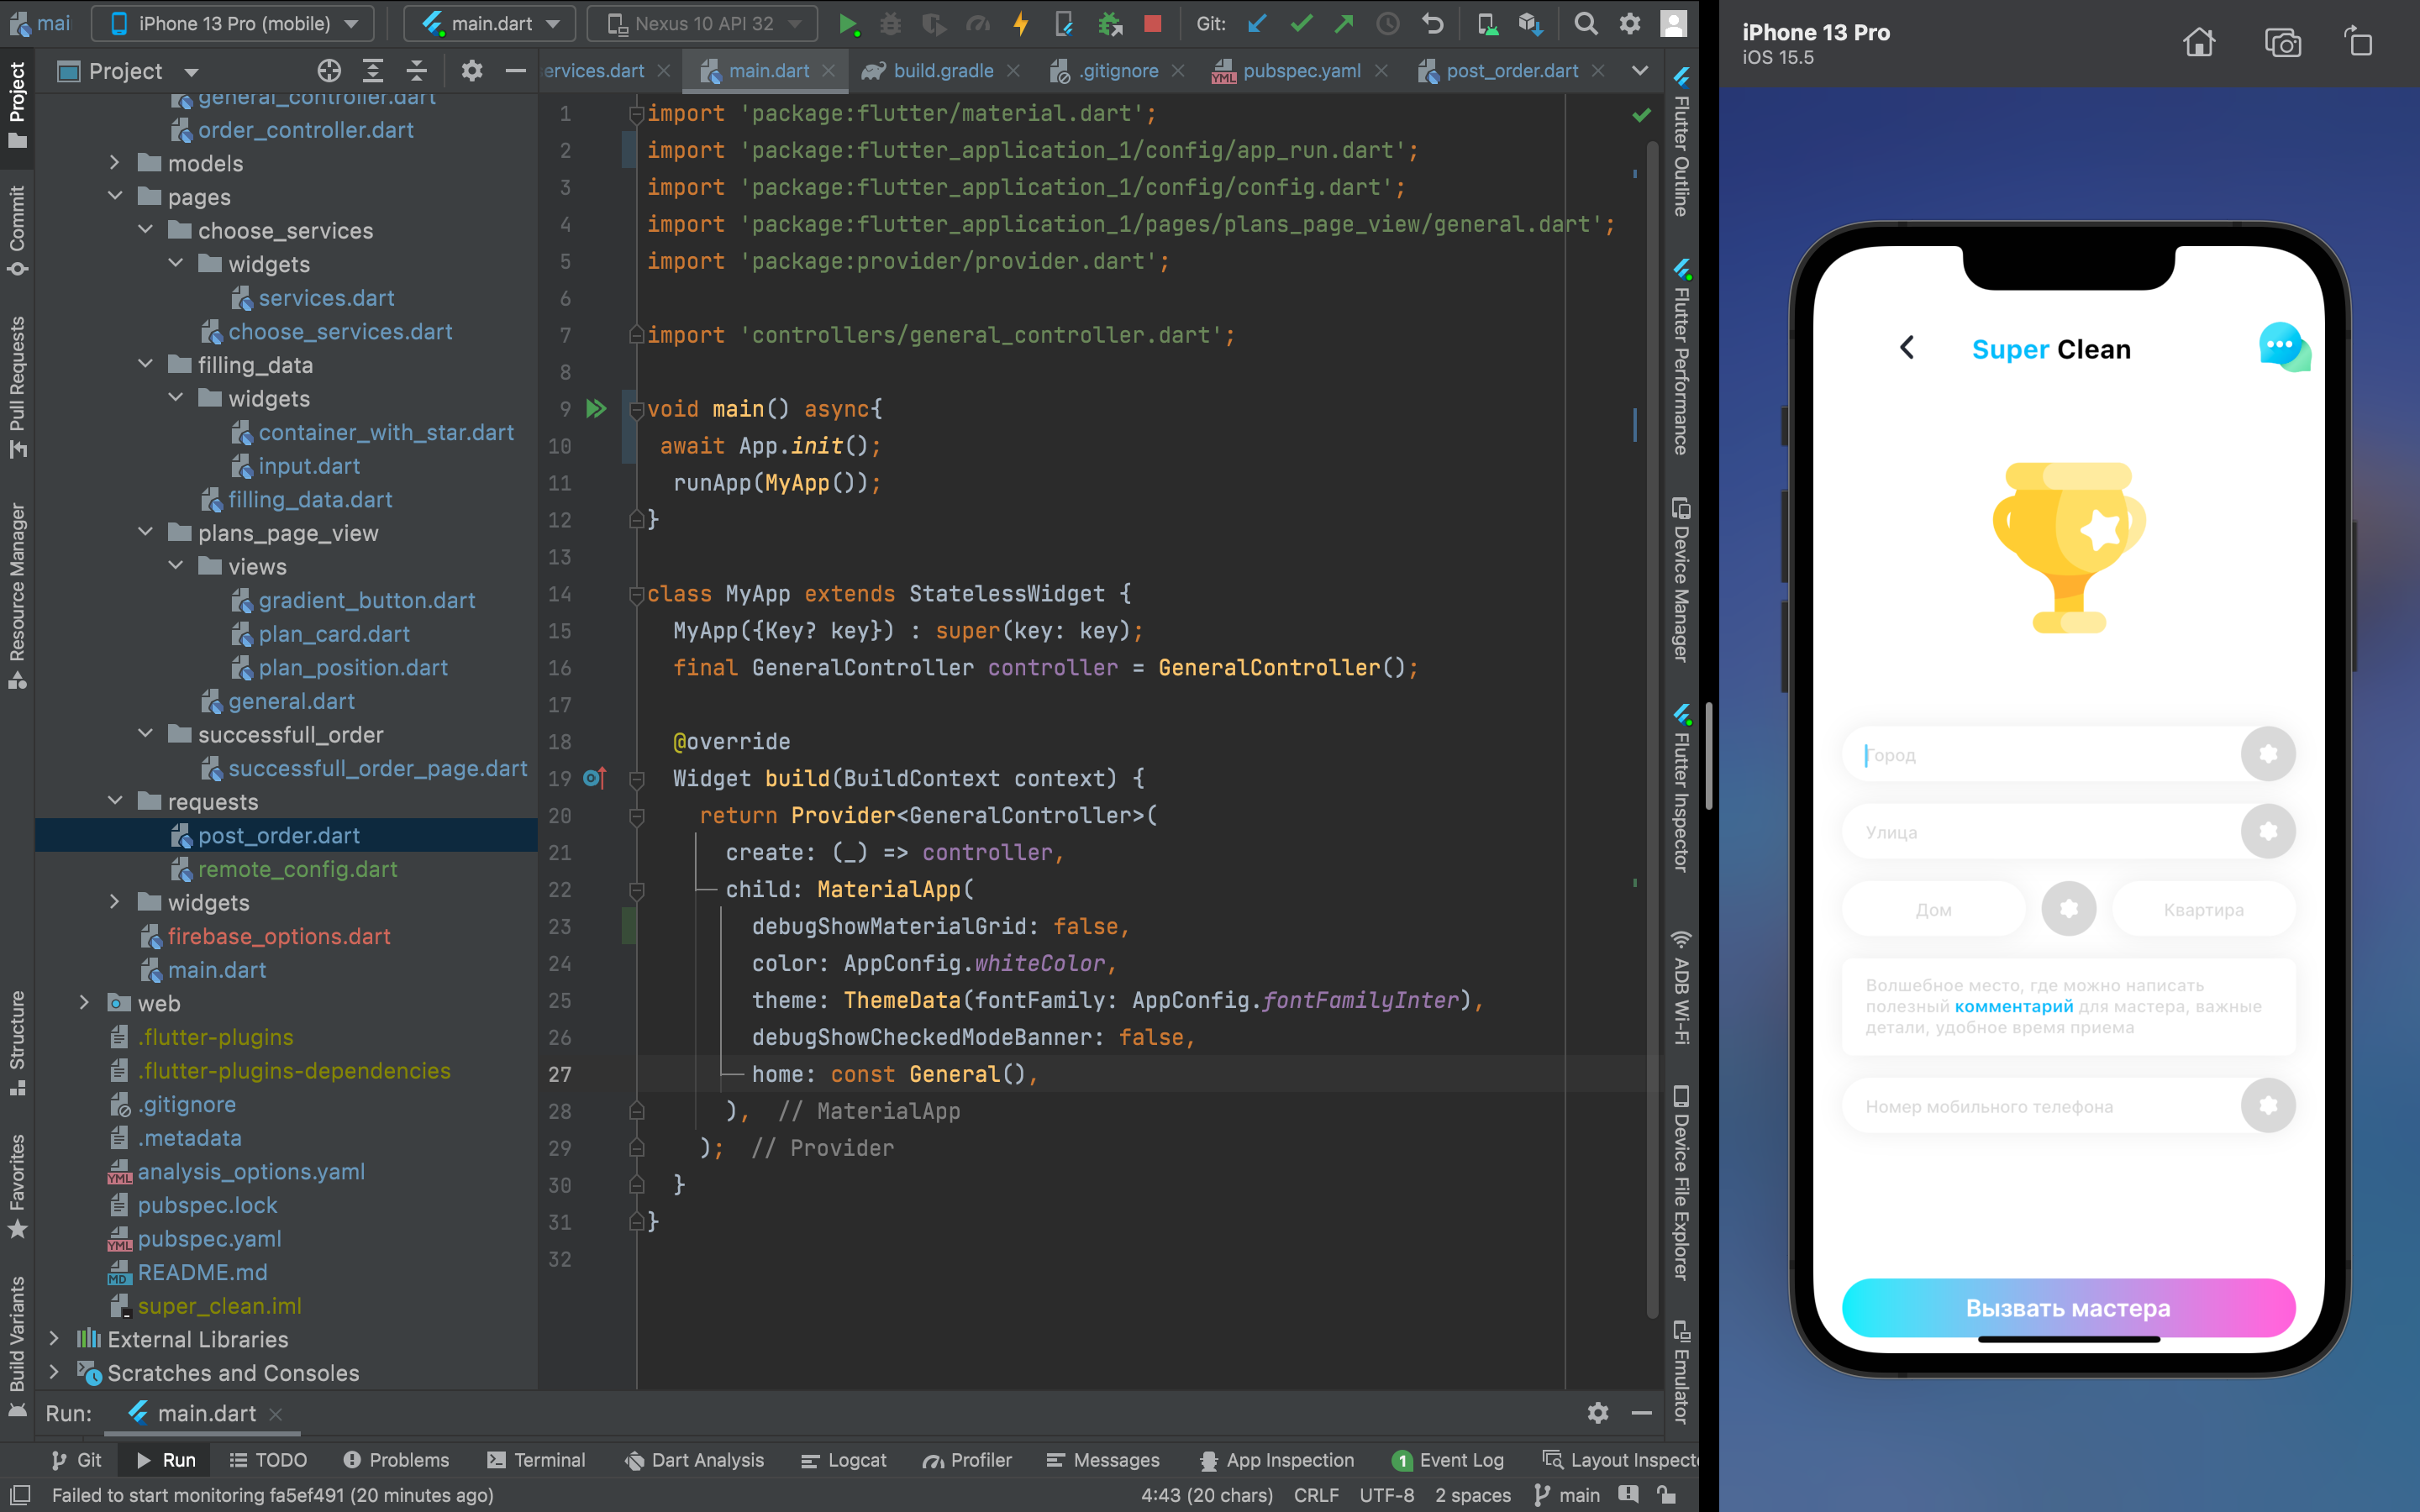 mai
iPhone 13 Pro (mobile)
main.dart
Nexus 10 API 32
Git:
Project
ervices.dart
main.dart
build.gradle
.gitignore
pubspec.yaml
post_order.dart
Project
Commit
Pull Requests
Resource Manager
Structure
Favorites
Build Variants
general_controller.dart
order_controller.dart
models
pages
choose_services
widgets
services.dart
choose_services.dart
filling_data
widgets
container_with_star.dart
input.dart
filling_data.dart
plans_page_view
views
gradient_button.dart
plan_card.dart
plan_position.dart
general.dart
successfull_order
successfull_order_page.dart
requests
post_order.dart
remote_config.dart
widgets
firebase_options.dart
main.dart
web
.flutter-plugins
.flutter-plugins-dependencies
.gitignore
.metadata
YML analysis_options.yaml
pubspec.lock
YML pubspec.yaml
MD README.md
super_clean.iml
External Libraries
Scratches and Consoles
1 import 'package:flutter/material.dart';
2 import 'package:flutter_application_1/config/app_run.dart';
3 import 'package:flutter_application_1/config/config.dart';
4 import 'package:flutter_application_1/pages/plans_page_view/general.dart';
5 import 'package:provider/provider.dart';
6
7 import 'controllers/general_controller.dart';
8
9 void main() async{
10 await App.init();
11 runApp(MyApp());
12 }
13
14 class MyApp extends StatelessWidget {
15 MyApp({Key? key}) : super(key: key);
16 final GeneralController controller = GeneralController();
17
18 @override
19 Widget build(BuildContext context) {
20 return Provider<GeneralController>(
21 create: (_) => controller,
22 child: MaterialApp(
23 debugShowMaterialGrid: false,
24 color: AppConfig.whiteColor,
25 theme: ThemeData(fontFamily: AppConfig.fontFamilyInter),
26 debugShowCheckedModeBanner: false,
27 home: const General(),
28 ), // MaterialApp
29 ); // Provider
30 }
31 }
32
Flutter Outline
Flutter Performance
Device Manager
Flutter Inspector
ADB Wi-Fi
Device File Explorer
Emulator
Run: main.dart
Git
Run
TODO
Problems
Terminal
Dart Analysis
Logcat
Profiler
Messages
App Inspection
1 Event Log
Layout Inspecto
Failed to start monitoring fa5ef491 (20 minutes ago)
4:43 (20 chars) CRLF UTF-8 2 spaces main
iPhone 13 Pro
iOS 15.5
Super Clean
Город
Улица
Дом
Квартира
Волшебное место, где можно написать
полезный комментарий для мастера, важные
детали, удобное время приема
Номер мобильного телефона
Вызвать мастера